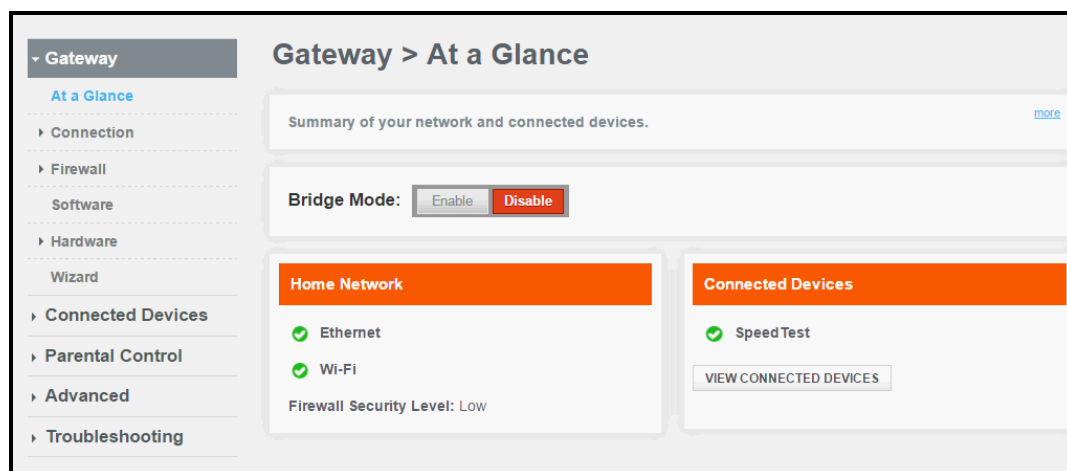 Gateway
At a Glance
Connection
Firewall
Software
Hardware
Wizard
Connected Devices
Parental Control
Advanced
Troubleshooting
Gateway > At a Glance
Summary of your network and connected devices.
more
Bridge Mode: Enable Disable
Home Network
Ethernet
Wi-Fi
Firewall Security Level: Low
Connected Devices
SpeedTest
VIEW CONNECTED DEVICES